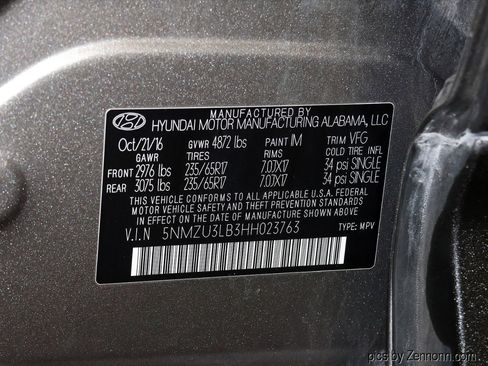 MANUFACTURED BY
HYUNDAI MOTOR MANUFACTURING ALABAMA, LLC
Oct/21/16 GVWR 4872 lbs PAINT IM TRIM VFG
GAWR TIRES RIMS COLD TIRE INFL
FRONT 2976 lbs 235/65R17 7.0JX17 34 psi SINGLE
REAR 3075 lbs 235/65R17 7.0JX17 34 psi SINGLE
THIS VEHICLE CONFORMS TO ALL APPLICABLE U.S.A. FEDERAL
MOTOR VEHICLE SAFETY AND THEFT PREVENTION STANDARDS
IN EFFECT ON THE DATE OF MANUFACTURE SHOWN ABOVE.
V.I.N 5NMZU3LB3HH023763 TYPE: MPV
pics by Zennonn.com